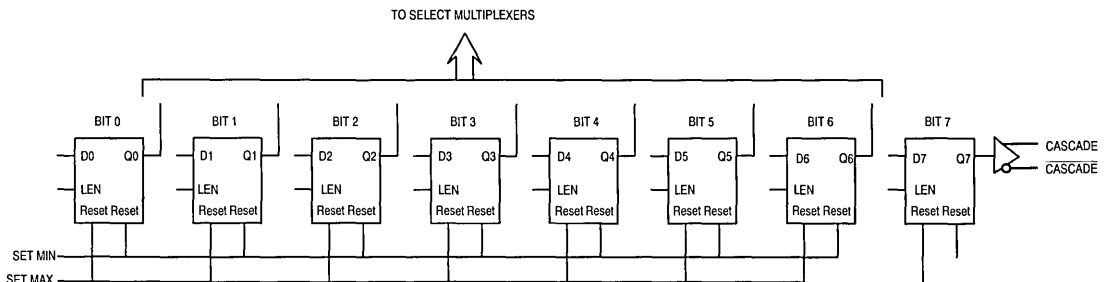 TO SELECT MULTIPLEXERS
BIT 0 BIT 1 BIT 2 BIT 3 BIT 4 BIT 5 BIT 6 BIT 7
D0 Q0 D1 Q1 D2 Q2 D3 Q3 D4 Q4 D5 Q5 D6 Q6 D7 Q7 CASCADE
CASCADE
LEN LEN LEN LEN LEN LEN LEN LEN
Reset Reset Reset Reset Reset Reset Reset Reset Reset Reset Reset Reset Reset Reset Reset Reset
SET MIN
SET MAX